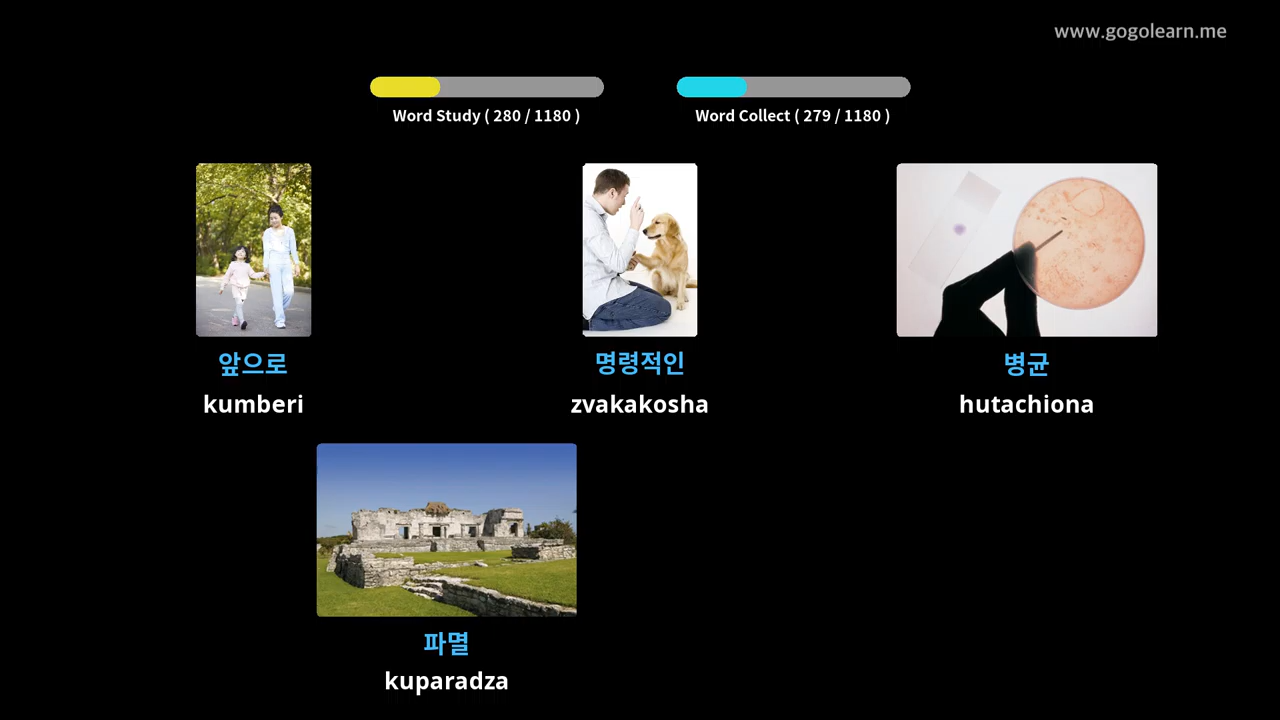 www.gogolearn.me
Word Study ( 280 / 1180 )
Word Collect ( 279 / 1180 )
앞으로
명령적인
병균
kumberi
zvakakosha
hutachiona
파멸
kuparadza